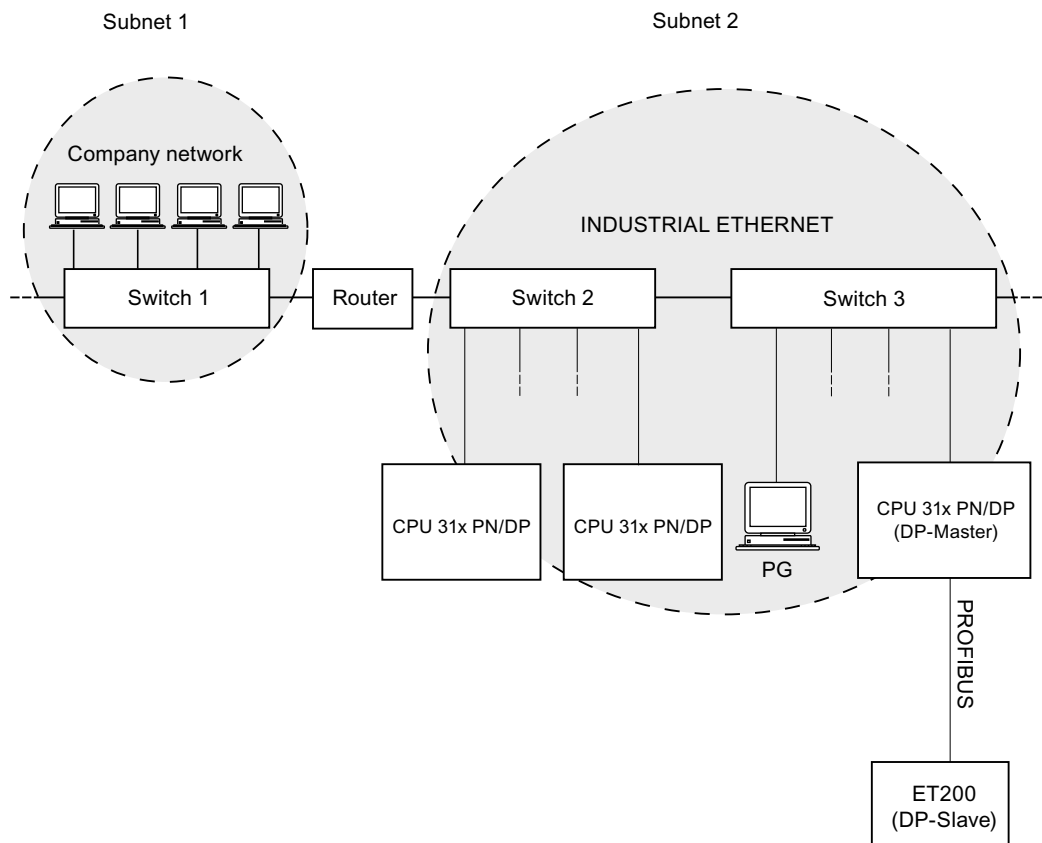 Subnet 1
Subnet 2
Company network
INDUSTRIAL ETHERNET
Switch 1
Router
Switch 2
Switch 3
CPU 31x PN/DP
CPU 31x PN/DP
PG
CPU 31x PN/DP
(DP-Master)
PROFIBUS
ET200
(DP-Slave)